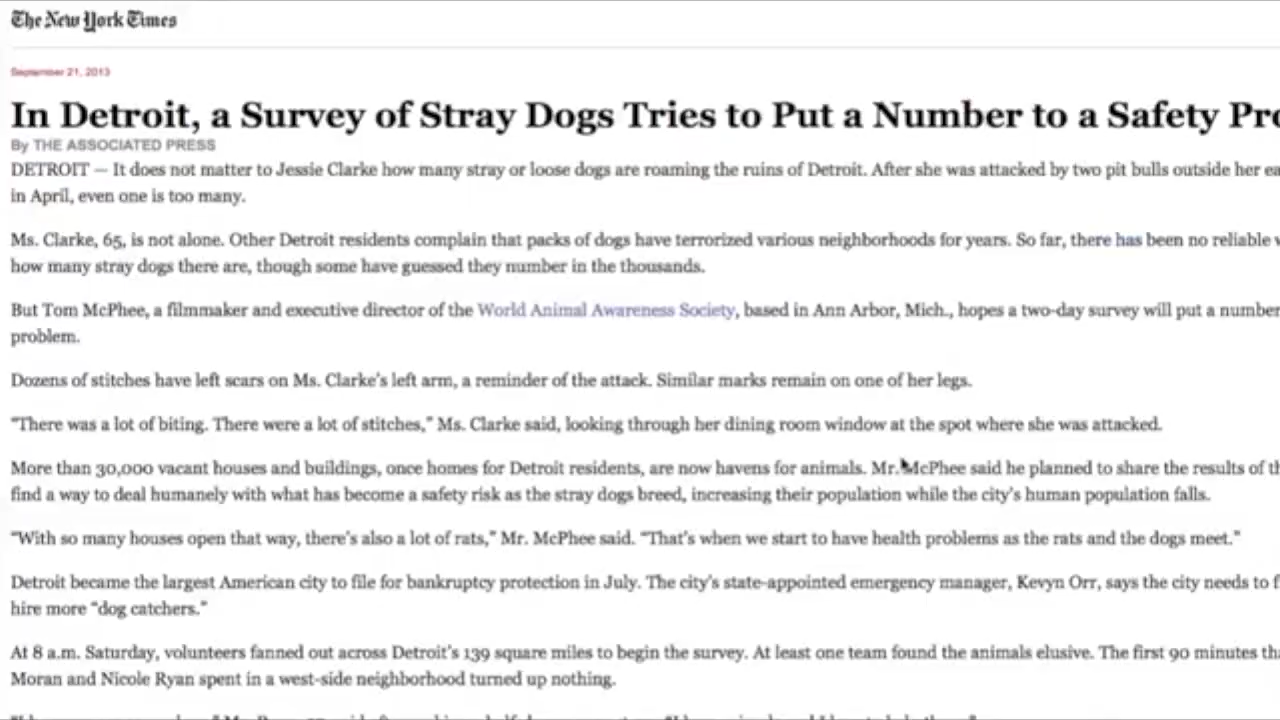 The New York Times
September 21, 2013
In Detroit, a Survey of Stray Dogs Tries to Put a Number to a Safety
By THE ASSOCIATED PRESS
DETROIT — It does not matter to Jessie Clarke how many stray or loose dogs are roaming the ruins of Detroit. After she was attacked by two pit bulls outside her
in April, even one is too many.
Ms. Clarke, 65, is not alone. Other Detroit residents complain that packs of dogs have terrorized various neighborhoods for years. So far, there has been no reliable
how many stray dogs there are, though some have guessed they number in the thousands.
But Tom McPhee, a filmmaker and executive director of the World Animal Awareness Society, based in Ann Arbor, Mich., hopes a two-day survey will put a number
problem.
Dozens of stitches have left scars on Ms. Clarke's left arm, a reminder of the attack. Similar marks remain on one of her legs.
"There was a lot of biting. There were a lot of stitches," Ms. Clarke said, looking through her dining room window at the spot where she was attacked.
More than 30,000 vacant houses and buildings, once homes for Detroit residents, are now havens for animals. Mr. McPhee said he planned to share the results of
find a way to deal humanely with what has become a safety risk as the stray dogs breed, increasing their population while the city's human population falls.
"With so many houses open that way, there's also a lot of rats," Mr. McPhee said. "That's when we start to have health problems as the rats and the dogs meet."
Detroit became the largest American city to file for bankruptcy protection in July. The city's state-appointed emergency manager, Kevyn Orr, says the city needs to
hire more "dog catchers."
At 8 a.m. Saturday, volunteers fanned out across Detroit's 139 square miles to begin the survey. At least one team found the animals elusive. The first 90 minutes
Moran and Nicole Ryan spent in a west-side neighborhood turned up nothing.